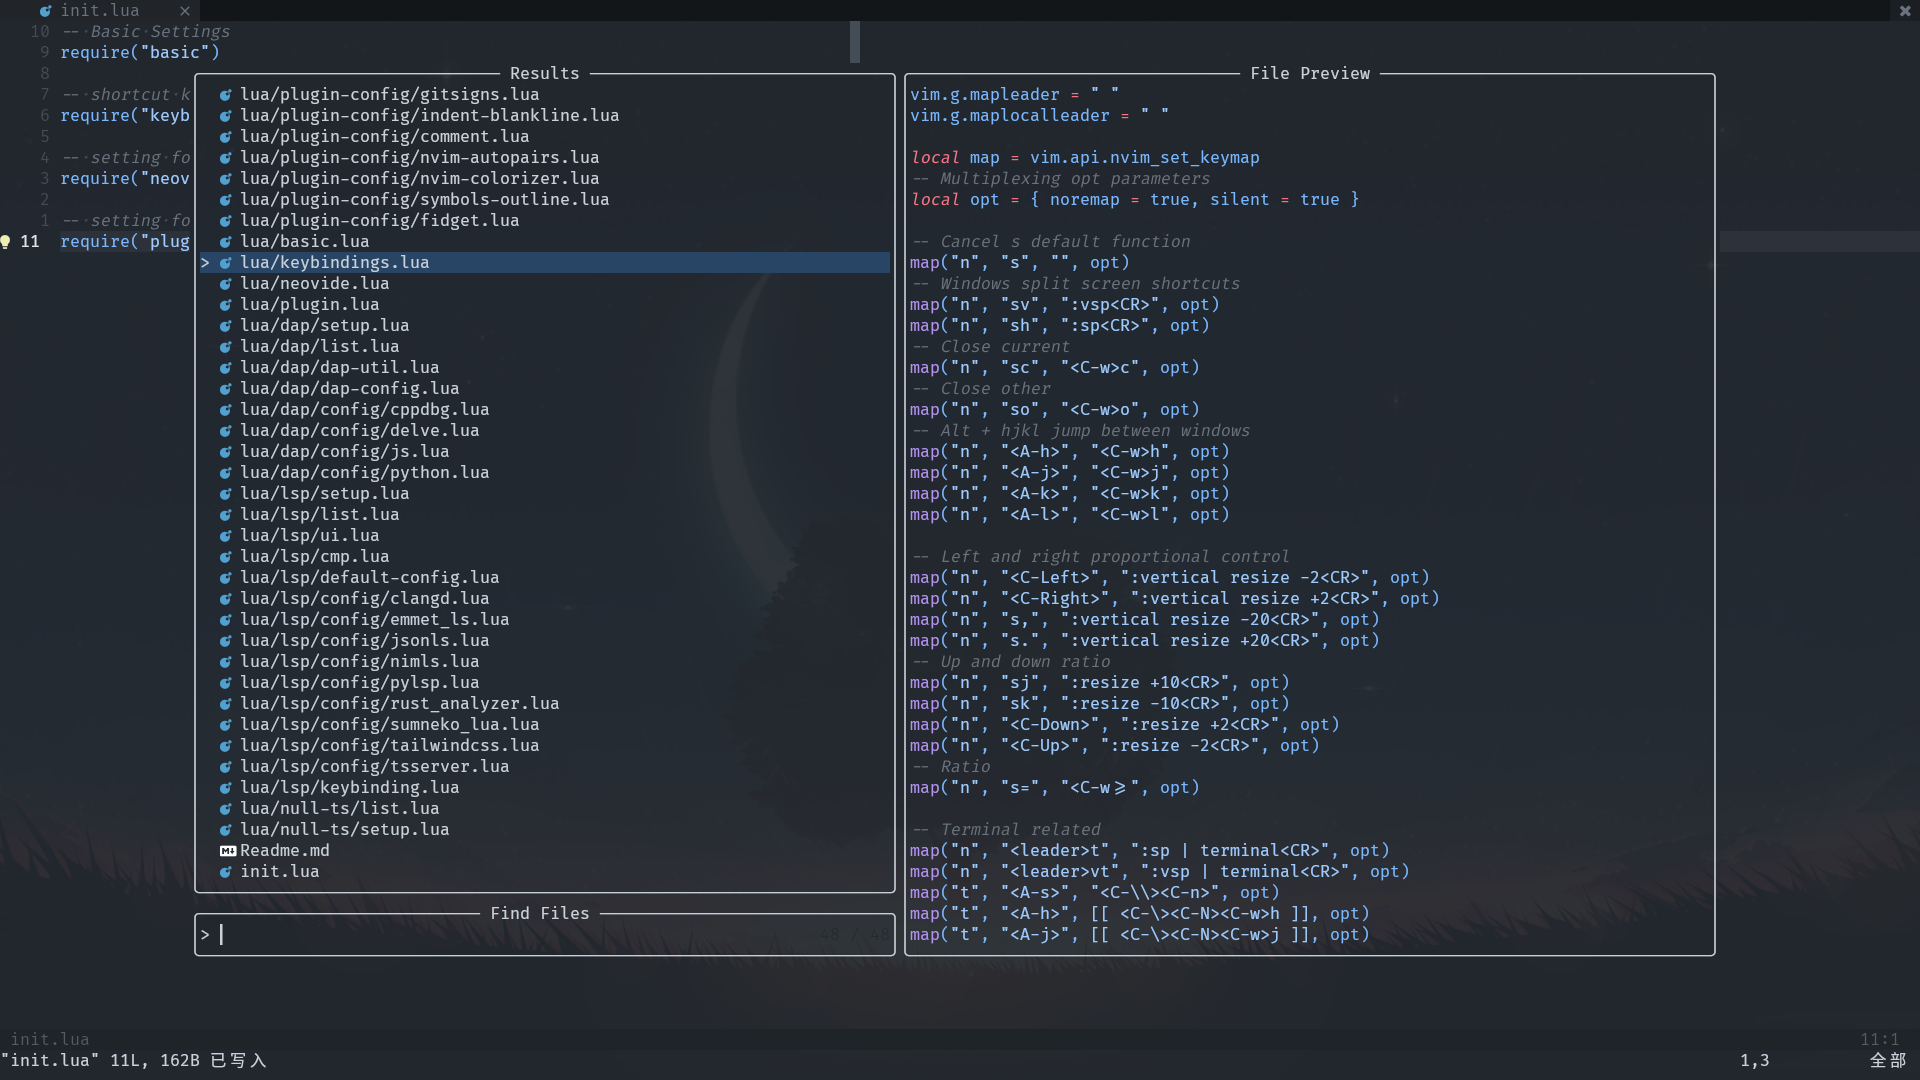 init.lua
10 -- Basic Settings
9 require("basic")
8
7 -- shortcut k
6 require("keyb
5
4 -- setting fo
3 require("neov
2
1 -- setting fo
11 require("plug
Results
lua/plugin-config/gitsigns.lua
lua/plugin-config/indent-blankline.lua
lua/plugin-config/comment.lua
lua/plugin-config/nvim-autopairs.lua
lua/plugin-config/nvim-colorizer.lua
lua/plugin-config/symbols-outline.lua
lua/plugin-config/fidget.lua
lua/basic.lua
> lua/keybindings.lua
lua/neovide.lua
lua/plugin.lua
lua/dap/setup.lua
lua/dap/list.lua
lua/dap/dap-util.lua
lua/dap/dap-config.lua
lua/dap/config/cppdbg.lua
lua/dap/config/delve.lua
lua/dap/config/js.lua
lua/dap/config/python.lua
lua/lsp/setup.lua
lua/lsp/list.lua
lua/lsp/ui.lua
lua/lsp/cmp.lua
lua/lsp/default-config.lua
lua/lsp/config/clangd.lua
lua/lsp/config/emmet_ls.lua
lua/lsp/config/jsonls.lua
lua/lsp/config/nimls.lua
lua/lsp/config/pylsp.lua
lua/lsp/config/rust_analyzer.lua
lua/lsp/config/sumneko_lua.lua
lua/lsp/config/tailwindcss.lua
lua/lsp/config/tsserver.lua
lua/lsp/keybinding.lua
lua/null-ts/list.lua
lua/null-ts/setup.lua
Readme.md
init.lua
Find Files
> 48 / 48
File Preview
vim.g.mapleader = " "
vim.g.maplocalleader = " "
local map = vim.api.nvim_set_keymap
-- Multiplexing opt parameters
local opt = { noremap = true, silent = true }
-- Cancel s default function
map("n", "s", "", opt)
-- Windows split screen shortcuts
map("n", "sv", ":vsp<CR>", opt)
map("n", "sh", ":sp<CR>", opt)
-- Close current
map("n", "sc", "<C-w>c", opt)
-- Close other
map("n", "so", "<C-w>o", opt)
-- Alt + hjkl jump between windows
map("n", "<A-h>", "<C-w>h", opt)
map("n", "<A-j>", "<C-w>j", opt)
map("n", "<A-k>", "<C-w>k", opt)
map("n", "<A-l>", "<C-w>l", opt)
-- Left and right proportional control
map("n", "<C-Left>", ":vertical resize -2<CR>", opt)
map("n", "<C-Right>", ":vertical resize +2<CR>", opt)
map("n", "s,", ":vertical resize -20<CR>", opt)
map("n", "s.", ":vertical resize +20<CR>", opt)
-- Up and down ratio
map("n", "sj", ":resize +10<CR>", opt)
map("n", "sk", ":resize -10<CR>", opt)
map("n", "<C-Down>", ":resize +2<CR>", opt)
map("n", "<C-Up>", ":resize -2<CR>", opt)
-- Ratio
map("n", "s=", "<C-w>=", opt)
-- Terminal related
map("n", "<leader>t", ":sp | terminal<CR>", opt)
map("n", "<leader>vt", ":vsp | terminal<CR>", opt)
map("t", "<A-s>", "<C-\\><C-n>", opt)
map("t", "<A-h>", [[ <C-\><C-N><C-w>h ]], opt)
map("t", "<A-j>", [[ <C-\><C-N><C-w>j ]], opt)
init.lua 11:1
"init.lua" 11L, 162B 已写入 1,3 全部